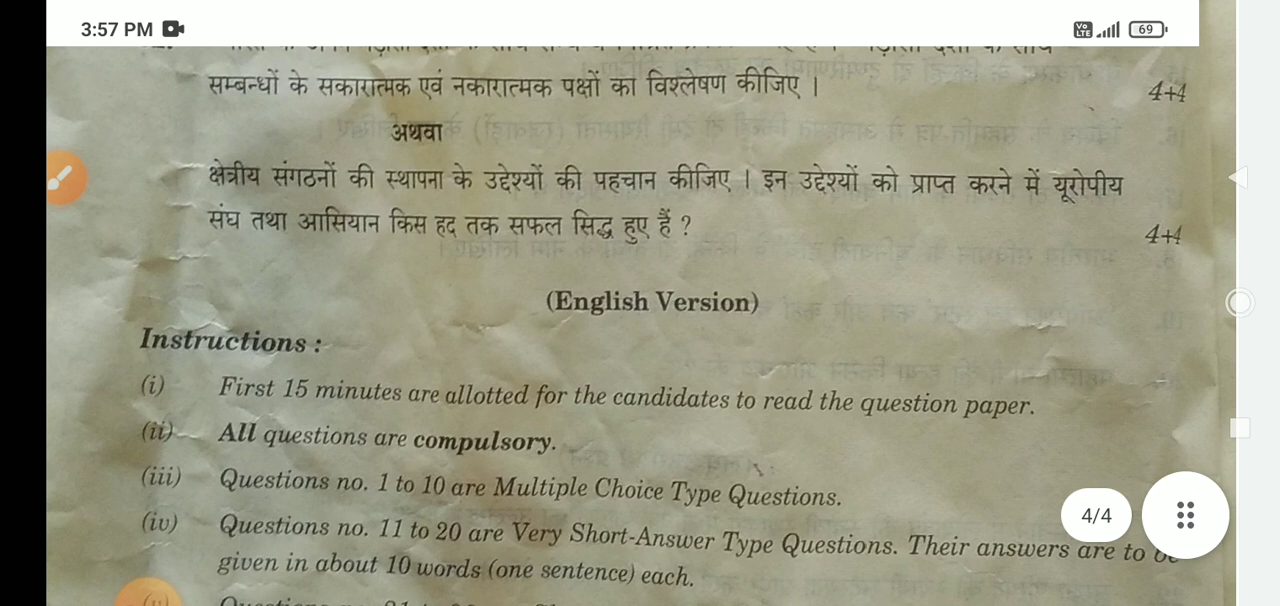 3:57 PM
Vo LTE
69
सम्बन्धों के सकारात्मक एवं नकारात्मक पक्षों का विश्लेषण कीजिए । 4+4
अथवा
क्षेत्रीय संगठनों की स्थापना के उद्देश्यों की पहचान कीजिए । इन उद्देश्यों को प्राप्त करने में यूरोपीय
संघ तथा आसियान किस हद तक सफल सिद्ध हुए हैं ? 4+4
(English Version)
Instructions :
(i) First 15 minutes are allotted for the candidates to read the question paper.
(ii) All questions are compulsory.
(iii) Questions no. 1 to 10 are Multiple Choice Type Questions.
(iv) Questions no. 11 to 20 are Very Short-Answer Type Questions. Their answers are to be
given in about 10 words (one sentence) each.
4/4